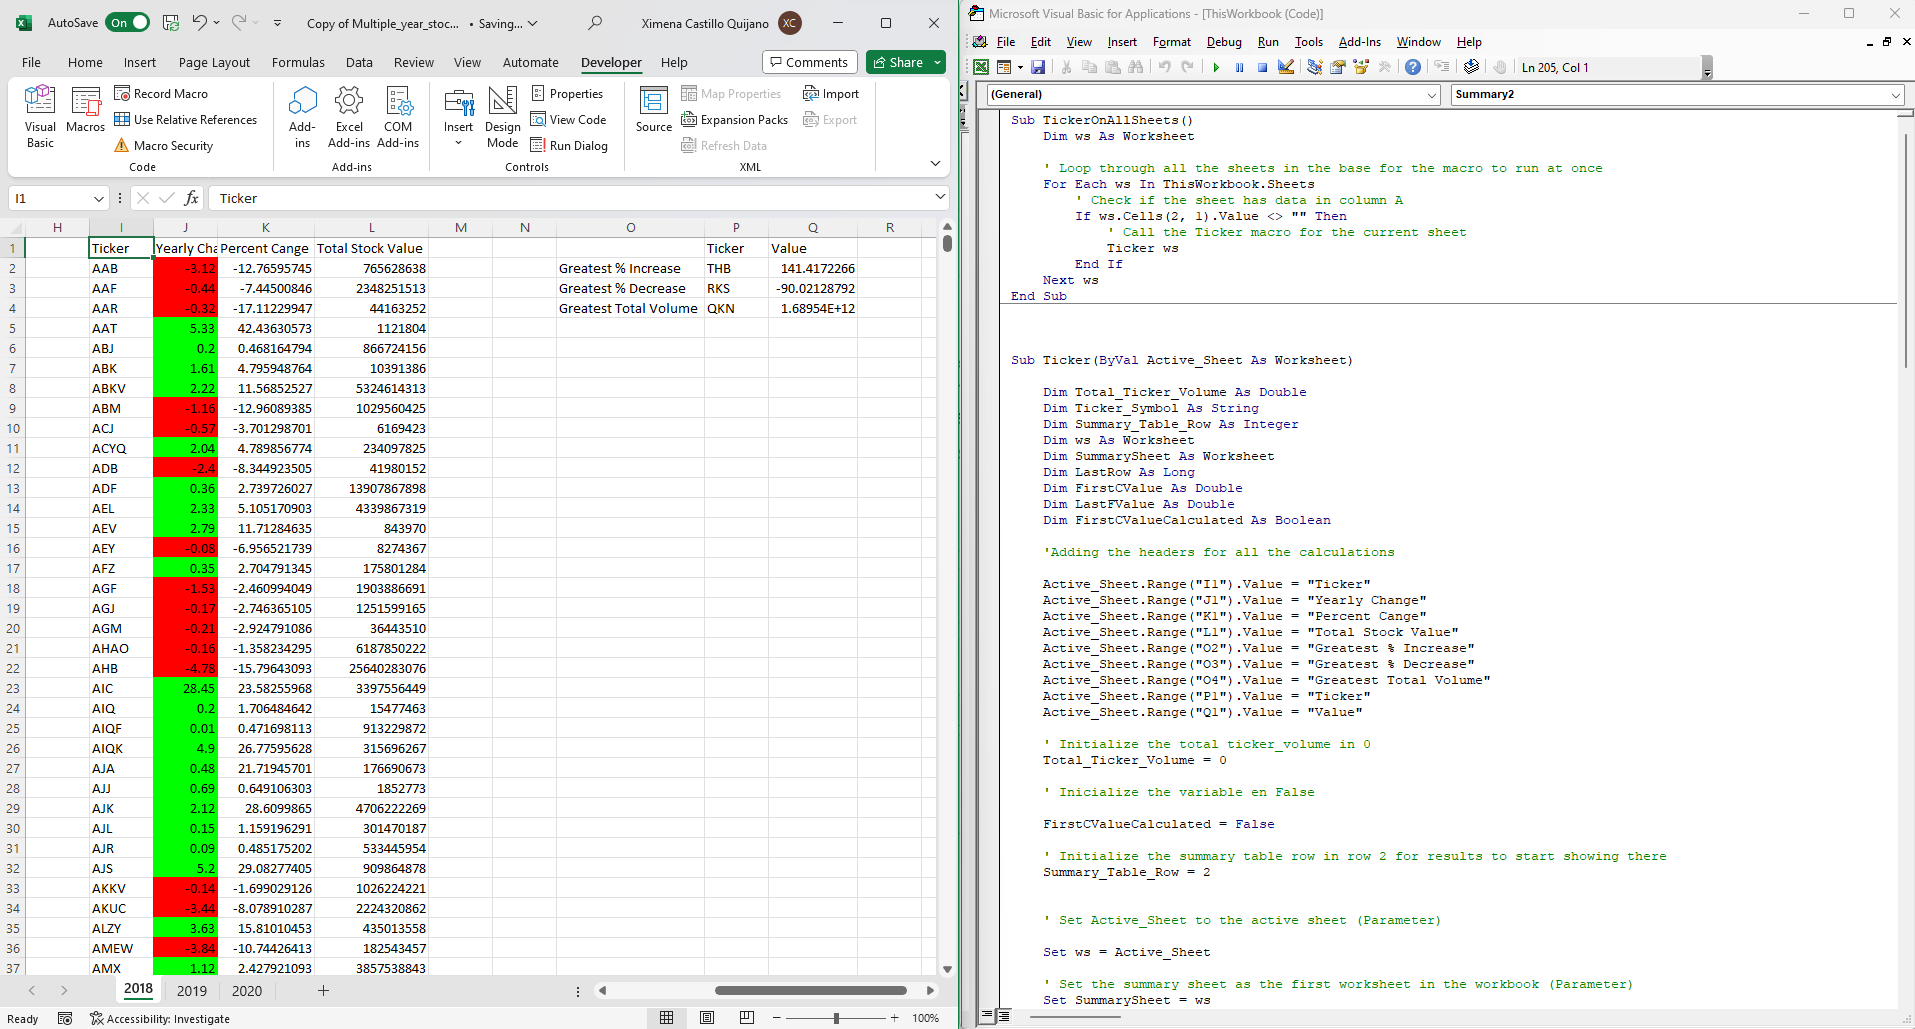 AutoSave On Copy of Multiple_year_stoc... • Saving... Ximena Castillo Quijano XC
File Home Insert Page Layout Formulas Data Review View Automate Developer Help Comments Share
Visual Basic
Macros
Record Macro
Use Relative References
Macro Security
Code
Add-ins
Excel Add-ins
COM Add-ins
Add-ins
Insert
Design Mode
Properties
View Code
Run Dialog
Controls
Source
Map Properties
Expansion Packs
Refresh Data
Import
Export
XML
I1 fx Ticker
H I J K L M N O P Q R
1 Ticker Yearly Cha Percent Cange Total Stock Value Ticker Value
2 AAB -3.12 -12.76595745 765628638 Greatest % Increase THB 141.4172266
3 AAF -0.44 -7.44500846 2348251513 Greatest % Decrease RKS -90.02128792
4 AAR -0.32 -17.11229947 44163252 Greatest Total Volume QKN 1.68954E+12
5 AAT 5.33 42.43630573 1121804
6 ABJ 0.2 0.468164794 866724156
7 ABK 1.61 4.795948764 10391386
8 ABKV 2.22 11.56852527 5324614313
9 ABM -1.16 -12.96089385 1029560425
10 ACJ -0.57 -3.701298701 6169423
11 ACYQ 2.04 4.789856774 234097825
12 ADB -2.4 -8.344923505 41980152
13 ADF 0.36 2.739726027 13907867898
14 AEL 2.33 5.105170903 4339867319
15 AEV 2.79 11.71284635 843970
16 AEY -0.08 -6.956521739 8274367
17 AFZ 0.35 2.704791345 175801284
18 AGF -1.53 -2.460994049 1903886691
19 AGJ -0.17 -2.746365105 1251599165
20 AGM -0.21 -2.924791086 36443510
21 AHAO -0.16 -1.358234295 6187850222
22 AHB -4.78 -15.79643093 25640283076
23 AIC 28.45 23.58255968 3397556449
24 AIQ 0.2 1.706484642 15477463
25 AIQF 0.01 0.471698113 913229872
26 AIQK 4.9 26.77595628 315696267
27 AJA 0.48 21.71945701 176690673
28 AJJ 0.69 0.649106303 1852773
29 AJK 2.12 28.6099865 4706222269
30 AJL 0.15 1.159196291 301470187
31 AJR 0.09 0.485175202 533445954
32 AJS 5.2 29.08277405 909864878
33 AKKV -0.14 -1.699029126 1026224221
34 AKUC -3.44 -8.078910287 2224320862
35 ALZY 3.63 15.81010453 435013558
36 AMEW -3.84 -10.74426413 182543457
37 AMX 1.12 2.427921093 3857538843
2018 2019 2020
Ready Accessibility: Investigate 100%
Microsoft Visual Basic for Applications - [ThisWorkbook (Code)]
File Edit View Insert Format Debug Run Tools Add-Ins Window Help
Ln 205, Col 1
(General) Summary2
Sub TickerOnAllSheets()
Dim ws As Worksheet
' Loop through all the sheets in the base for the macro to run at once
For Each ws In ThisWorkbook.Sheets
' Check if the sheet has data in column A
If ws.Cells(2, 1).Value <> "" Then
' Call the Ticker macro for the current sheet
Ticker ws
End If
Next ws
End Sub
Sub Ticker(ByVal Active_Sheet As Worksheet)
Dim Total_Ticker_Volume As Double
Dim Ticker_Symbol As String
Dim Summary_Table_Row As Integer
Dim ws As Worksheet
Dim SummarySheet As Worksheet
Dim LastRow As Long
Dim FirstCValue As Double
Dim LastFValue As Double
Dim FirstCValueCalculated As Boolean
'Adding the headers for all the calculations
Active_Sheet.Range("I1").Value = "Ticker"
Active_Sheet.Range("J1").Value = "Yearly Change"
Active_Sheet.Range("K1").Value = "Percent Cange"
Active_Sheet.Range("L1").Value = "Total Stock Value"
Active_Sheet.Range("O2").Value = "Greatest % Increase"
Active_Sheet.Range("O3").Value = "Greatest % Decrease"
Active_Sheet.Range("O4").Value = "Greatest Total Volume"
Active_Sheet.Range("P1").Value = "Ticker"
Active_Sheet.Range("Q1").Value = "Value"
' Initialize the total ticker_volume in 0
Total_Ticker_Volume = 0
' Inicialize the variable en False
FirstCValueCalculated = False
' Initialize the summary table row in row 2 for results to start showing there
Summary_Table_Row = 2
' Set Active_Sheet to the active sheet (Parameter)
Set ws = Active_Sheet
' Set the summary sheet as the first worksheet in the workbook (Parameter)
Set SummarySheet = ws